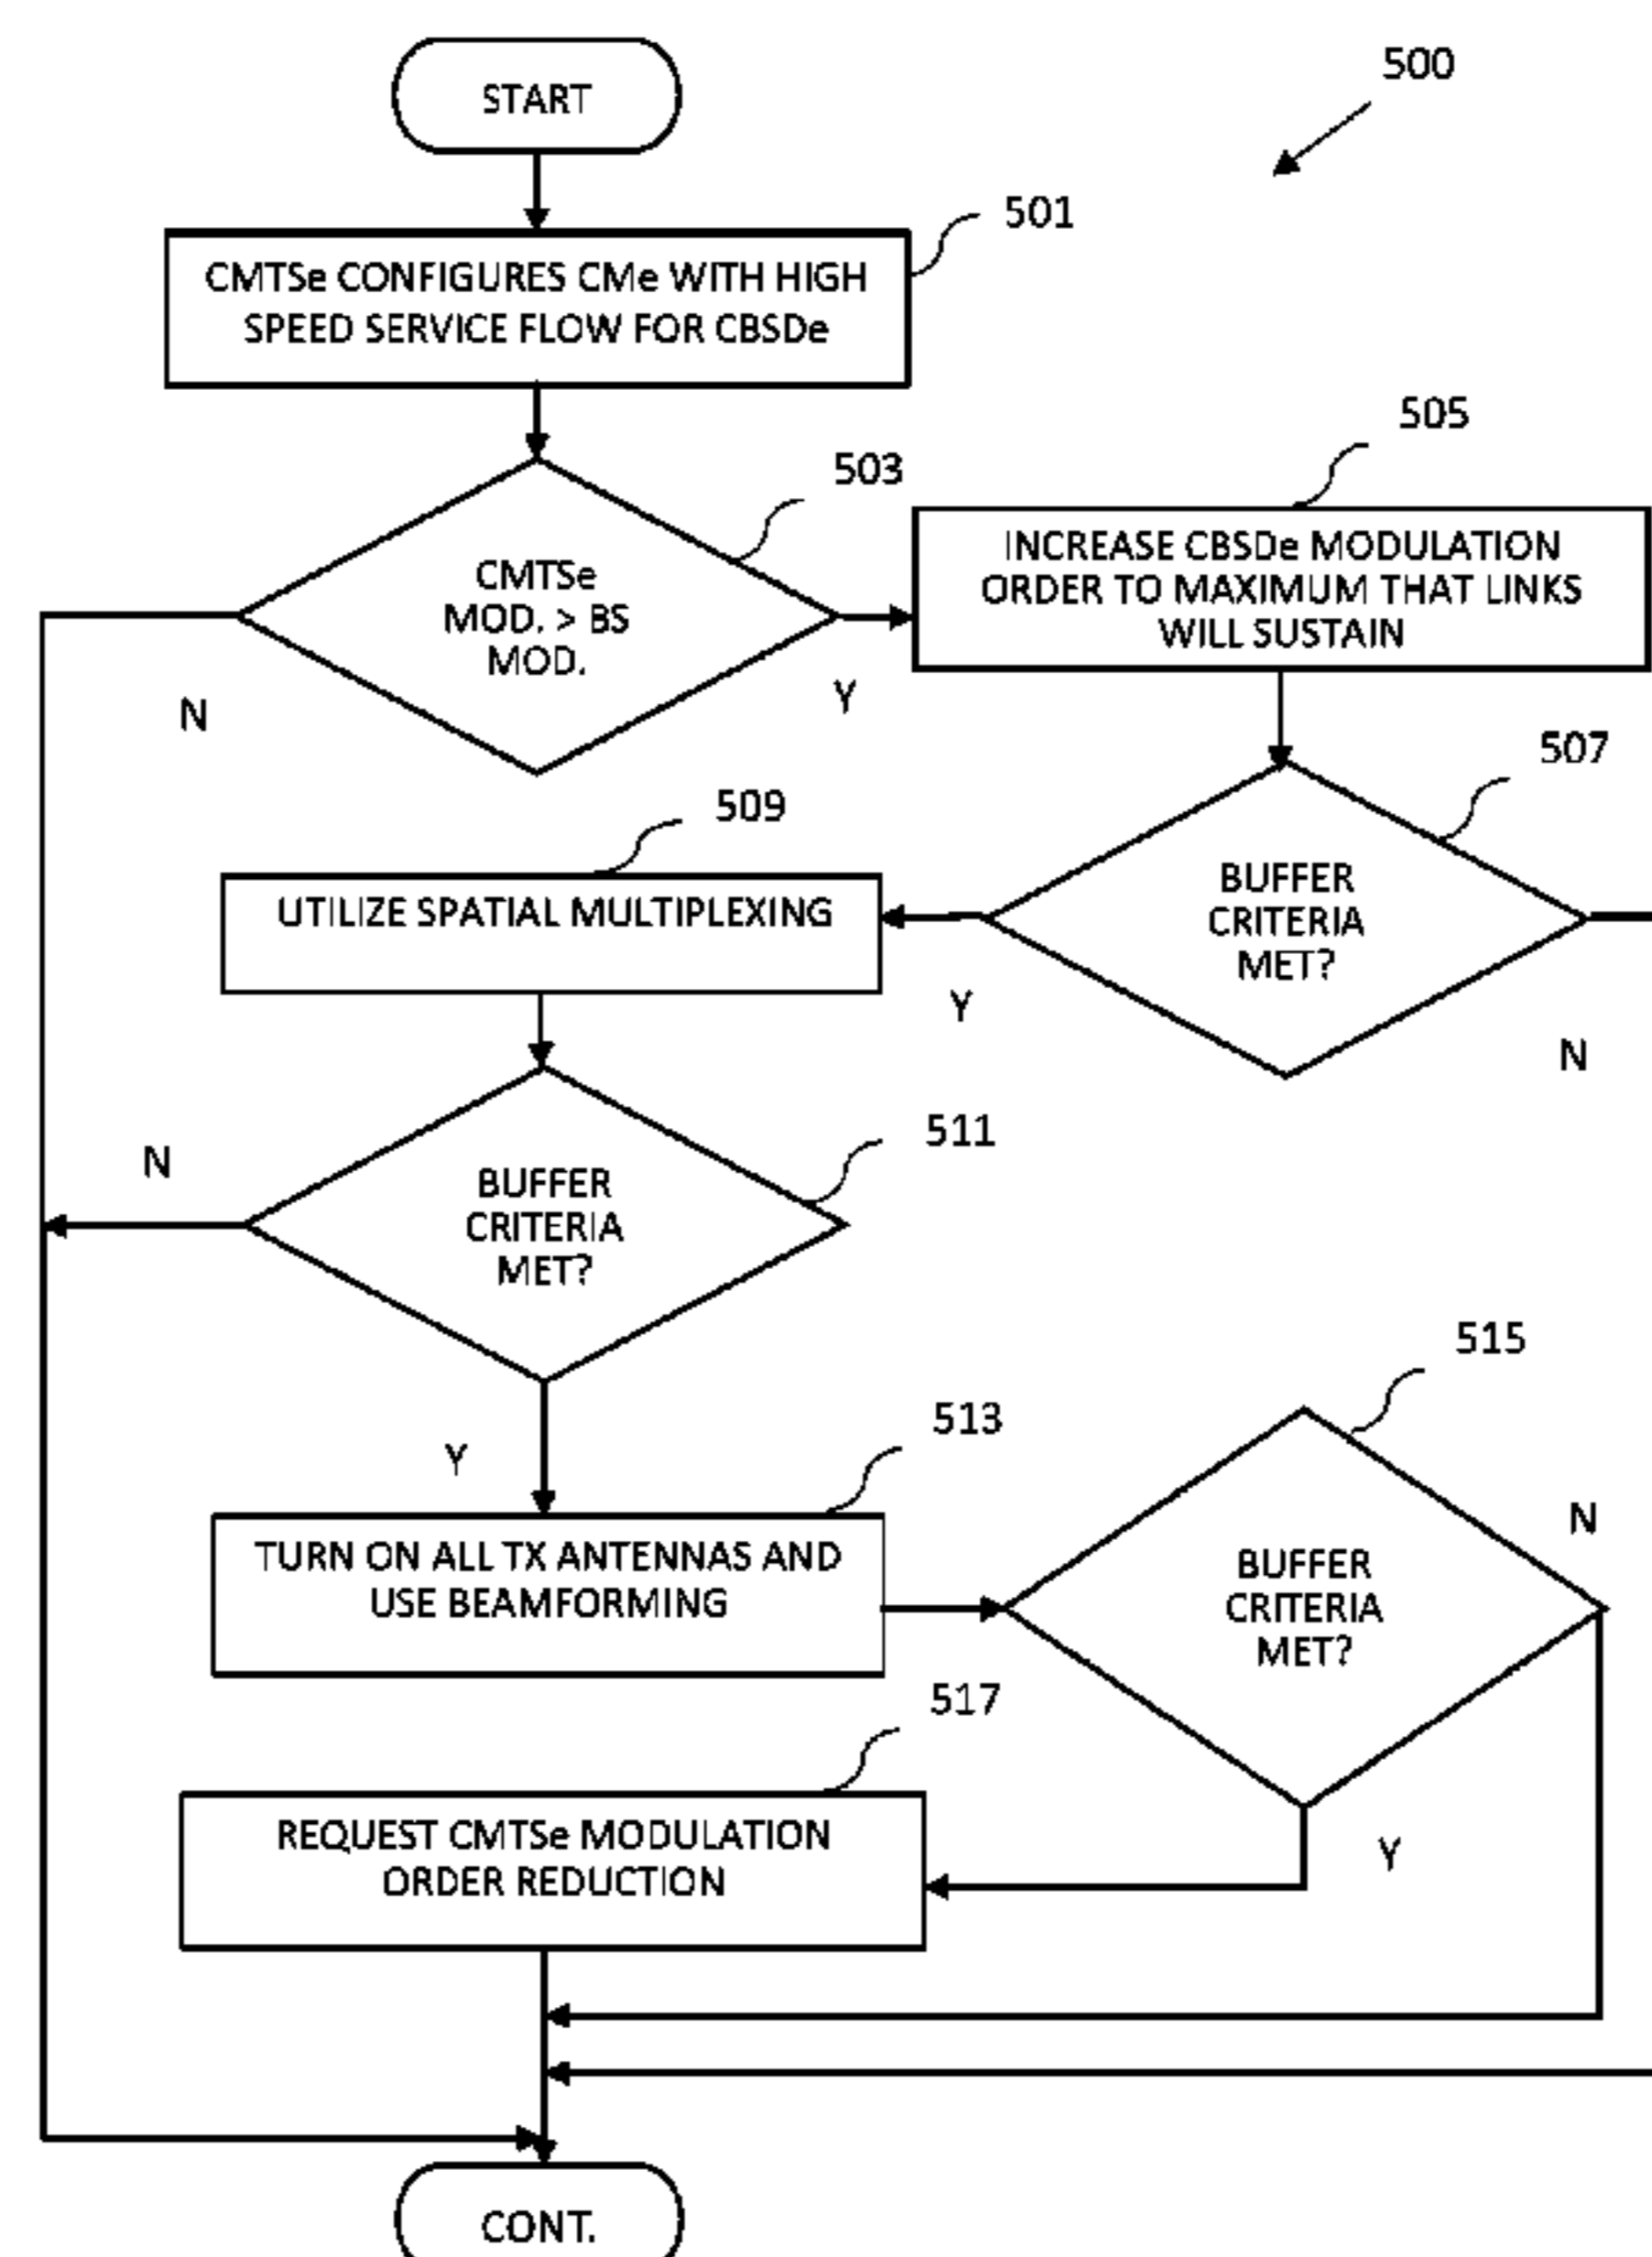 START
500
501
CMTSe CONFIGURES CMe WITH HIGH
SPEED SERVICE FLOW FOR CBSDe
505
503
INCREASE CBSDe MODULATION
ORDER TO MAXIMUM THAT LINKS
WILL SUSTAIN
CMTSe
MOD. > BS
MOD.
N
Y
507
509
BUFFER
CRITERIA
MET?
UTILIZE SPATIAL MULTIPLEXING
Y
N
511
N
BUFFER
CRITERIA
MET?
515
513
Y
N
TURN ON ALL TX ANTENNAS AND
USE BEAMFORMING
BUFFER
CRITERIA
MET?
517
REQUEST CMTSe MODULATION
ORDER REDUCTION
Y
CONT.